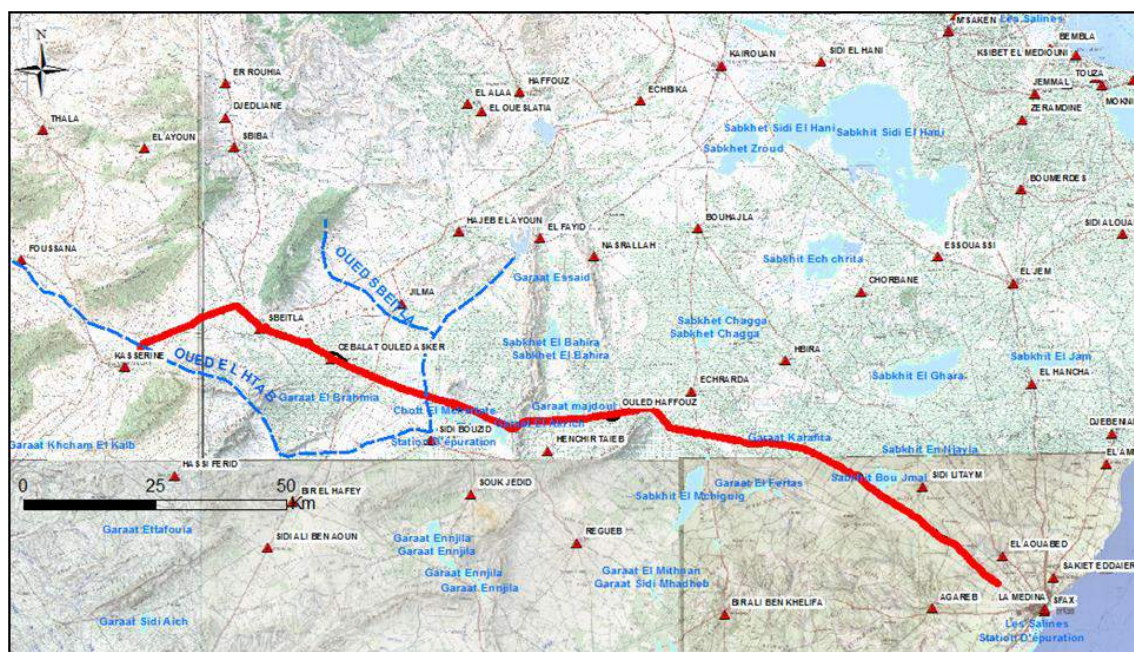 N
M'SAKEN
Les Salines
BEMBLA
KSIBET EL MEDIOUNI
KAIROUAN
SIDI EL HANI
TOUZA
JEMMAL
MOKNI
ER ROUHIA
HAFFOUZ
EL ALAA
EL OUESLATIA
ECHBIKA
ZERAMDINE
DJEDLIANE
THALA
EL'AYOUN
SBIBA
Sabkhet Sidi El Hani
Sabkhit Sidi El Hani
Sabkhet Zroud
BOUMERDES
HAJEB EL AYOUN
EL FAYID
BOUHAJLA
SIDI ALOUA
FOUSSANA
OUED SBEITLA
NASRALLAH
ESSOUASSI
Sabkhit Ech chrita
Garaat Essaid
CHORBANE
EL JEM
JILMA
SBEITLA
Sabkhet Chagga
Sabkhet Chagga
Sabkhet El Bahira
Sabkhet El Bahira
CEBALAT OULED ASKER
KASSERINE
OUED EL HTAB
HBIRA
Sabkhit El Jam
Sabkhit El Ghara
EL HANCHA
Garaat El Brahmia
ECHRARDA
Garaat majdoul
OULED HAFFOUZ
SIDI BOUZID
Station D'épuration
HENCHIR TAIEB
Garaat Karafita
DJEBENIA
Garaat Khcham El Kalb
Sabkhit En Njayla
EL'AM
HASSI FERID
Sabkhit Bou Jmal
SIDI LITAYM
Garaat El Fertas
0
25
50
Km
BIR EL HAFEY
SOUK JEDID
Sabkhit El Mchiguig
Garaat Ettafouia
SIDI ALI BEN AOUN
Garaat Ennjila
Garaat Ennjila
REGUEB
EL'AOUABED
Garaat Ennjila
Garaat Ennjila
Garaat El Mithnan
Garaat Sidi Mhadheb
SAKIET EDDAIER
Garaat Sidi Aich
BIR ALI BEN KHELIFA
AGAREB
LA MEDINA
SFAX
Les Salines
Station D'épuration